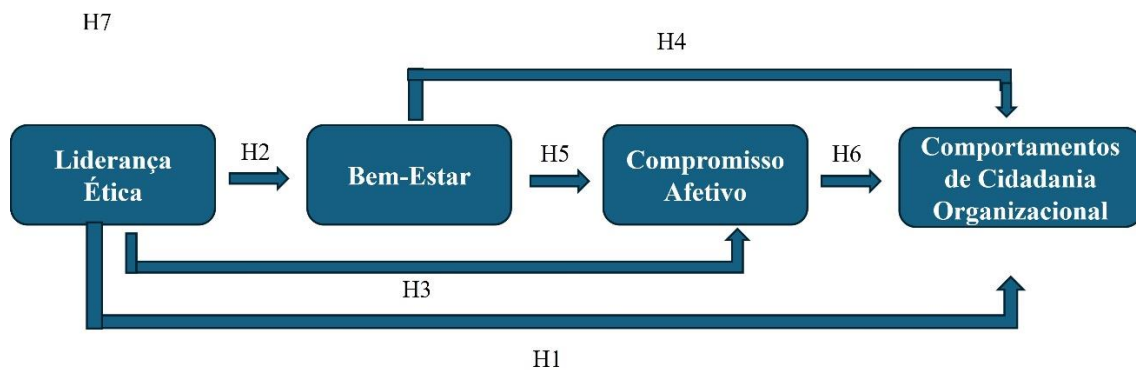 H7
H4
Liderança
Ética
H2
Bem-Estar
H5
Compromisso
Afetivo
H6
Comportamentos
de Cidadania
Organizacional
H3
H1